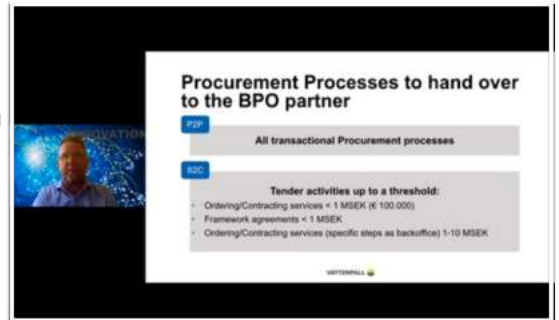 Procurement Processes to hand over
to the BPO partner
P2P
All transactional Procurement processes
S2C
Tender activities up to a threshold:
· Ordering/Contracting services < 1 MSEK (€ 100.000)
· Framework agreements < 1 MSEK
· Ordering/Contracting services (specific steps as backoffice) 1-10 MSEK
VATTENFALL